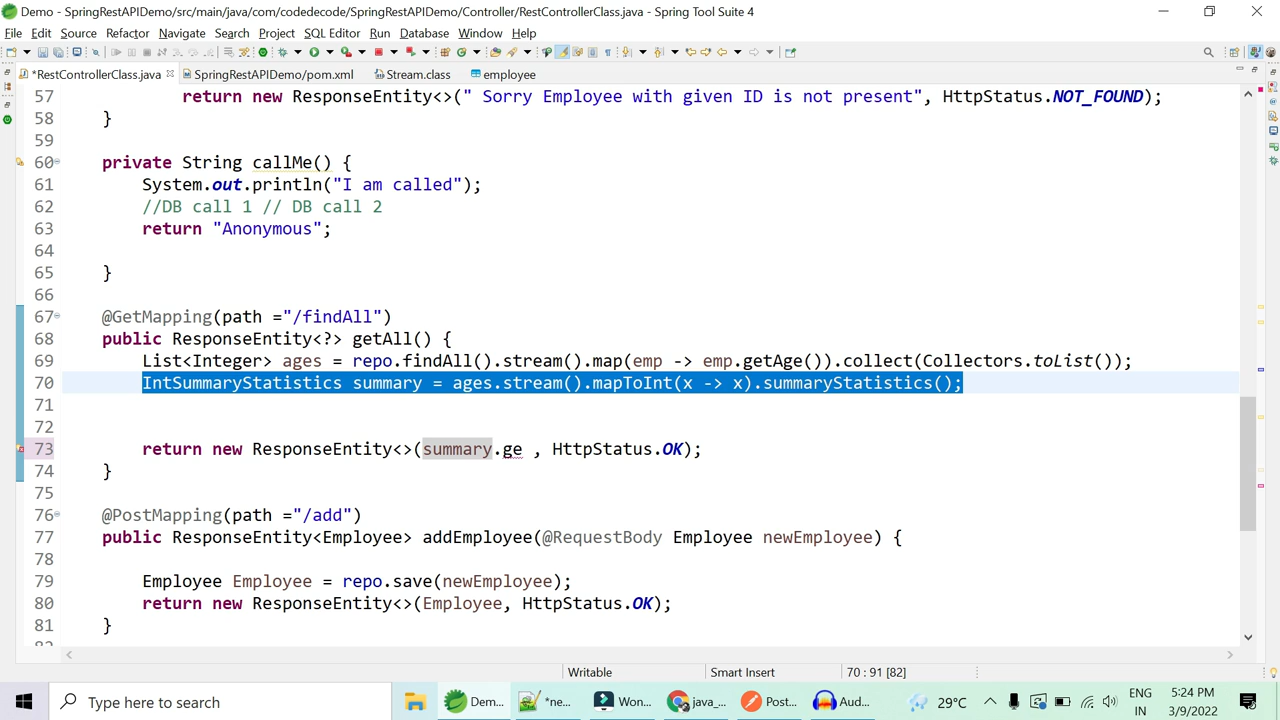 Demo - SpringRestAPIDemo/src/main/java/com/codedecode/SpringRestAPIDemo/Controller/RestControllerClass.java - Spring Tool Suite 4
File Edit Source Refactor Navigate Search Project SQL Editor Run Database Window Help
*RestControllerClass.java SpringRestAPIDemo/pom.xml Stream.class employee
57 return new ResponseEntity<>(" Sorry Employee with given ID is not present", HttpStatus.NOT_FOUND);
58 }
59
60 private String callMe() {
61 System.out.println("I am called");
62 //DB call 1 // DB call 2
63 return "Anonymous";
64
65 }
66
67 @GetMapping(path ="/findAll")
68 public ResponseEntity<?> getAll() {
69 List<Integer> ages = repo.findAll().stream().map(emp -> emp.getAge()).collect(Collectors.toList());
70 IntSummaryStatistics summary = ages.stream().mapToInt(x -> x).summaryStatistics();
71
72
73 return new ResponseEntity<>(summary.ge , HttpStatus.OK);
74 }
75
76 @PostMapping(path ="/add")
77 public ResponseEntity<Employee> addEmployee(@RequestBody Employee newEmployee) {
78
79 Employee Employee = repo.save(newEmployee);
80 return new ResponseEntity<>(Employee, HttpStatus.OK);
81 }
Writable Smart Insert 70 : 91 [82]
Type here to search Dem... *ne... Won... java_... Post... Aud... 29°C ENG IN 5:24 PM 3/9/2022